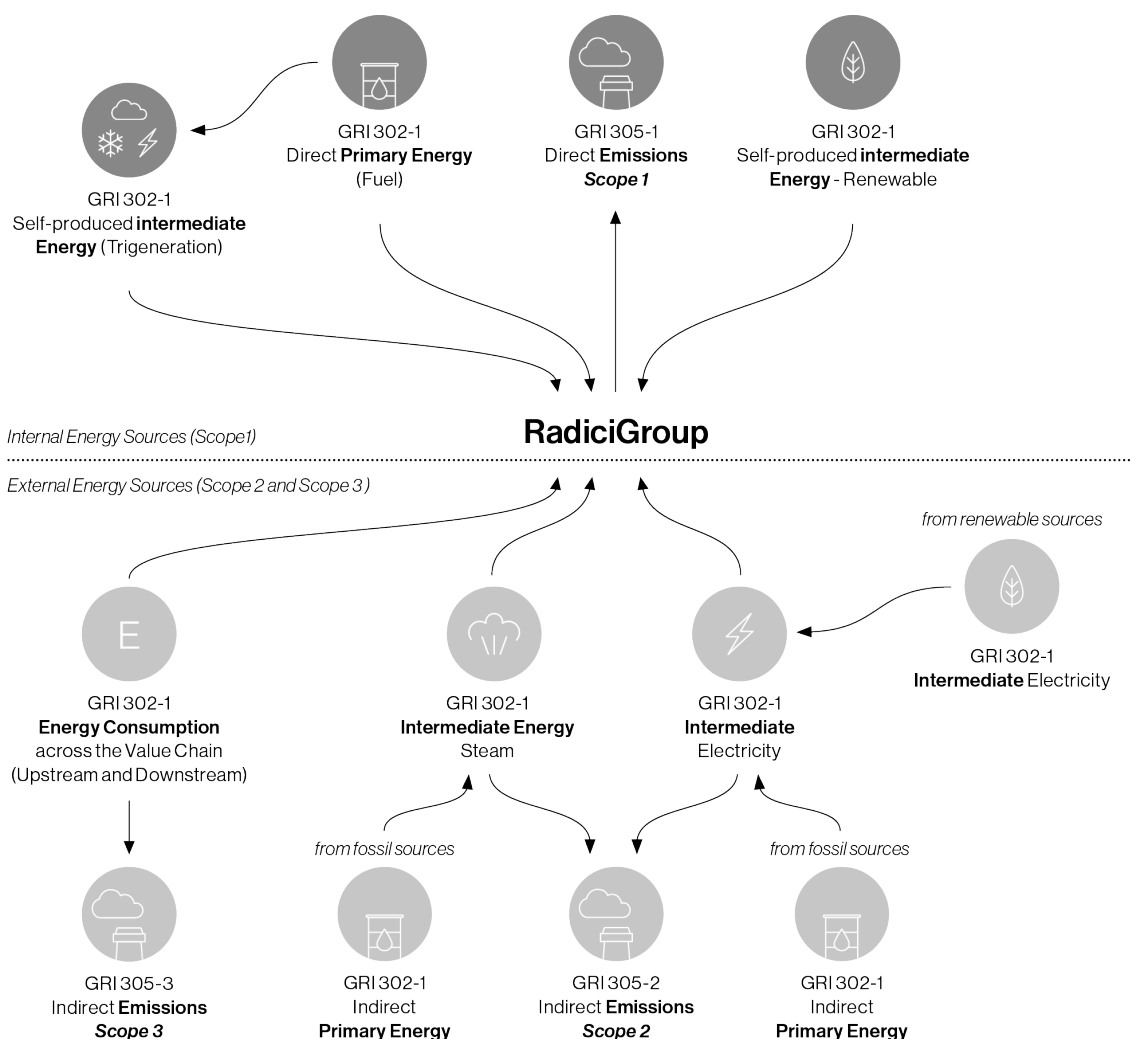 GRI 302-1
Direct Primary Energy
(Fuel)
GRI 305-1
Direct Emissions
Scope 1
GRI 302-1
Self-produced intermediate
Energy - Renewable
GRI 302-1
Self-produced intermediate
Energy (Trigeneration)
Internal Energy Sources (Scope1)
RadiciGroup
External Energy Sources (Scope 2 and Scope 3 )
from renewable sources
E
GRI 302-1
Intermediate Electricity
GRI 302-1
Energy Consumption
across the Value Chain
(Upstream and Downstream)
GRI 302-1
Intermediate Energy
Steam
GRI 302-1
Intermediate
Electricity
from fossil sources
from fossil sources
GRI 305-3
Indirect Emissions
Scope 3
GRI 302-1
Indirect
Primary Energy
GRI 305-2
Indirect Emissions
Scope 2
GRI 302-1
Indirect
Primary Energy